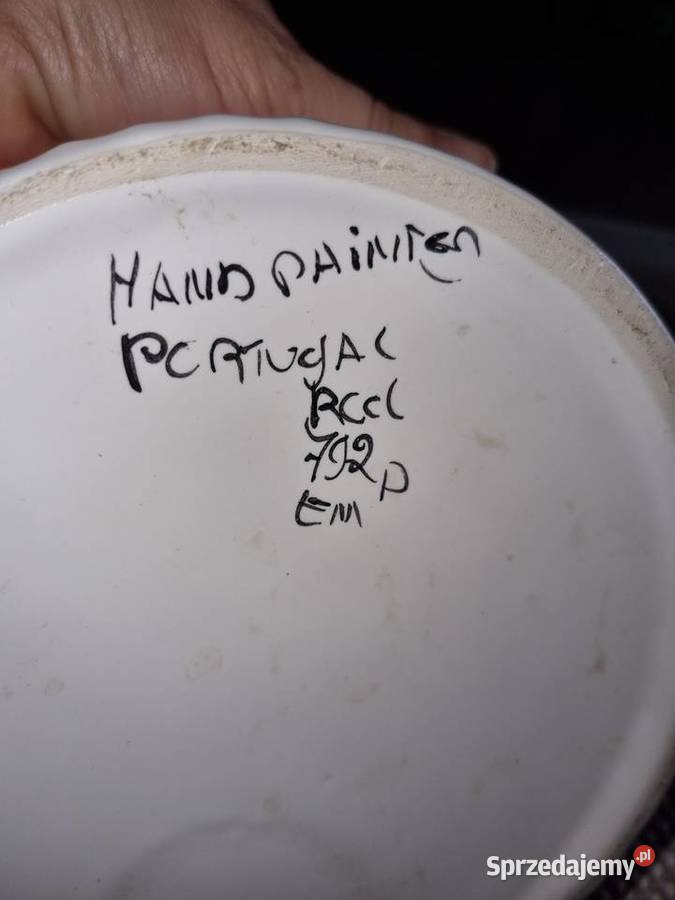 HAND PAINTED
PORTUGAL
RCCL
792 P
EM
Sprzedajemy.pl